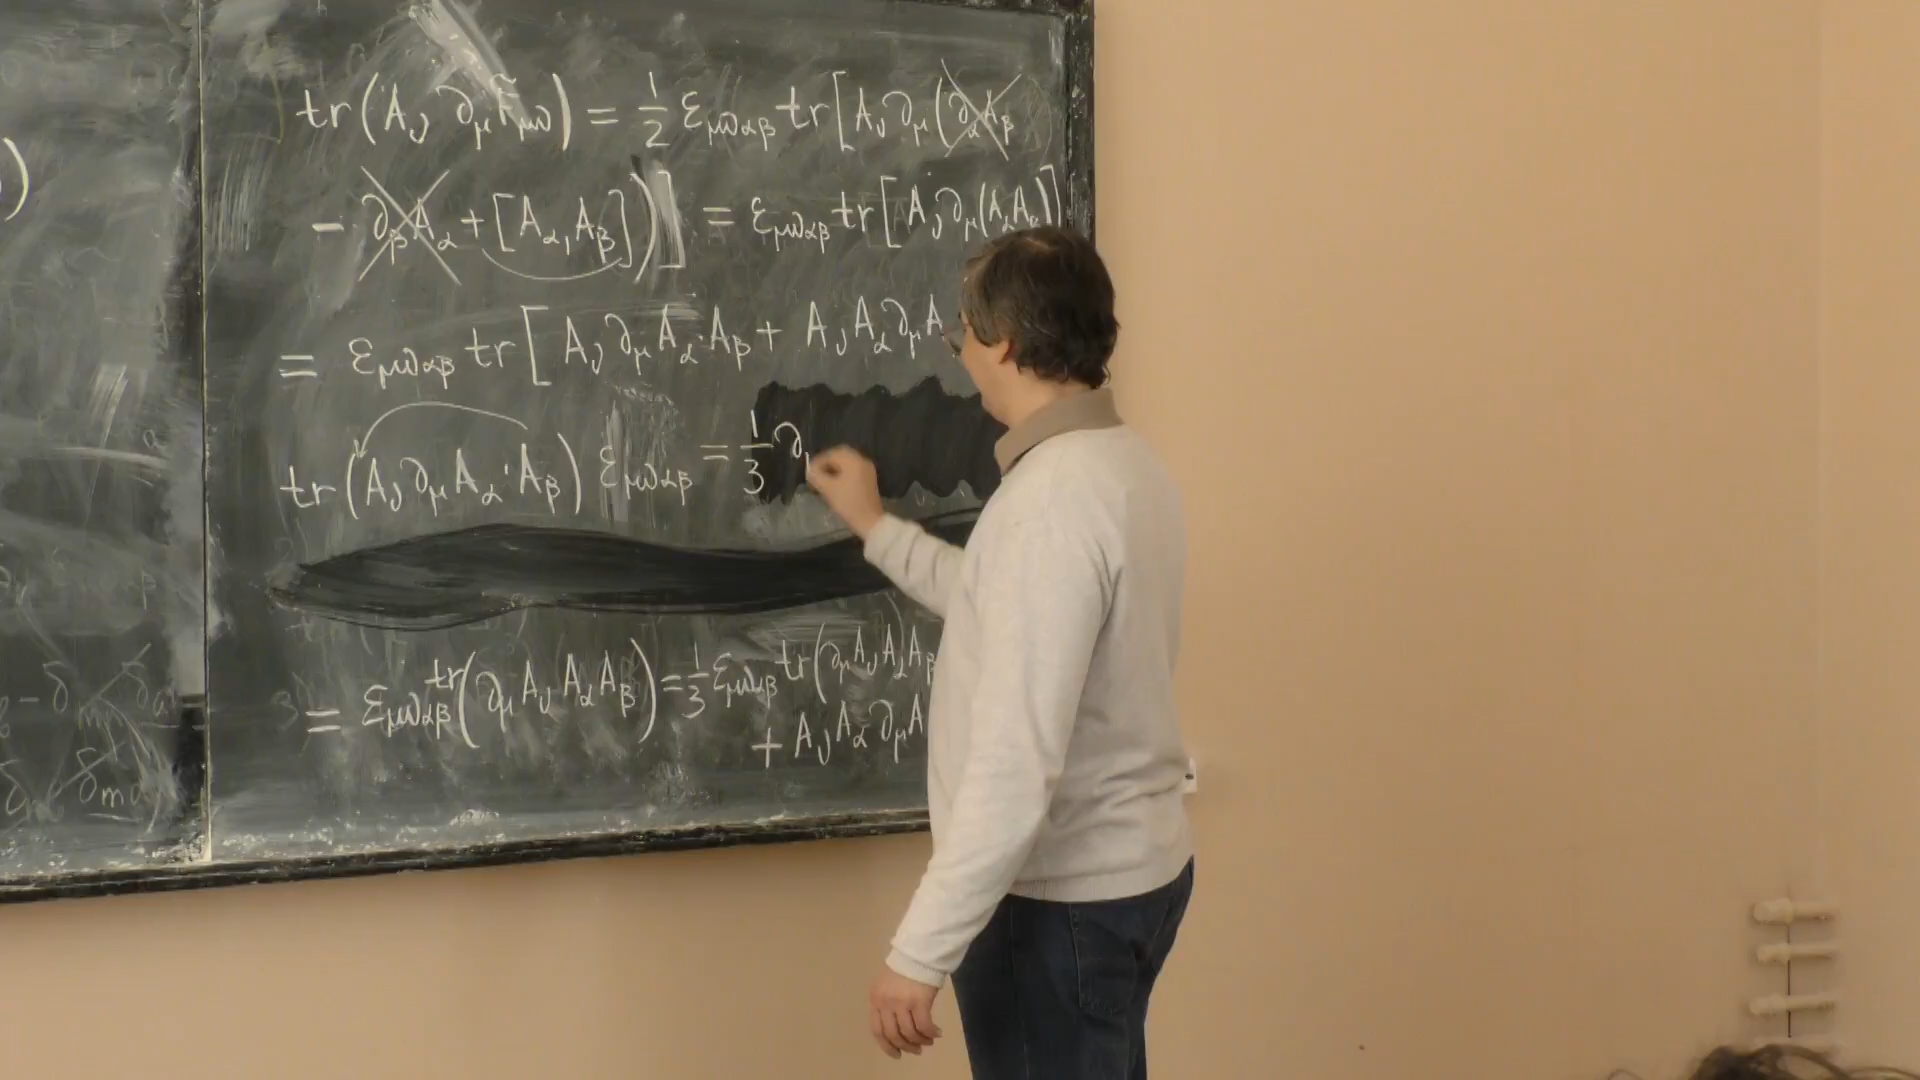 )
tr(A_ν ∂_μ F̃_μν) = 1/2 ε_μναβ tr[A_ν ∂_μ(∂_α A_β
- ∂_β A_α + [A_α, A_β])] = ε_μναβ tr[A_ν ∂_μ(A_α A_β)]
= ε_μναβ tr[A_ν ∂_μ A_α · A_β + A_ν A_α ∂_μ A
tr(A_ν ∂_μ A_α · A_β) ε_μναβ = 1/3 ∂
= ε_μναβ tr(∂_μ A_ν A_α A_β) = 1/3 ε_μναβ tr(∂_μ A_ν A_α A_β
+ A_ν A_α ∂_μ A